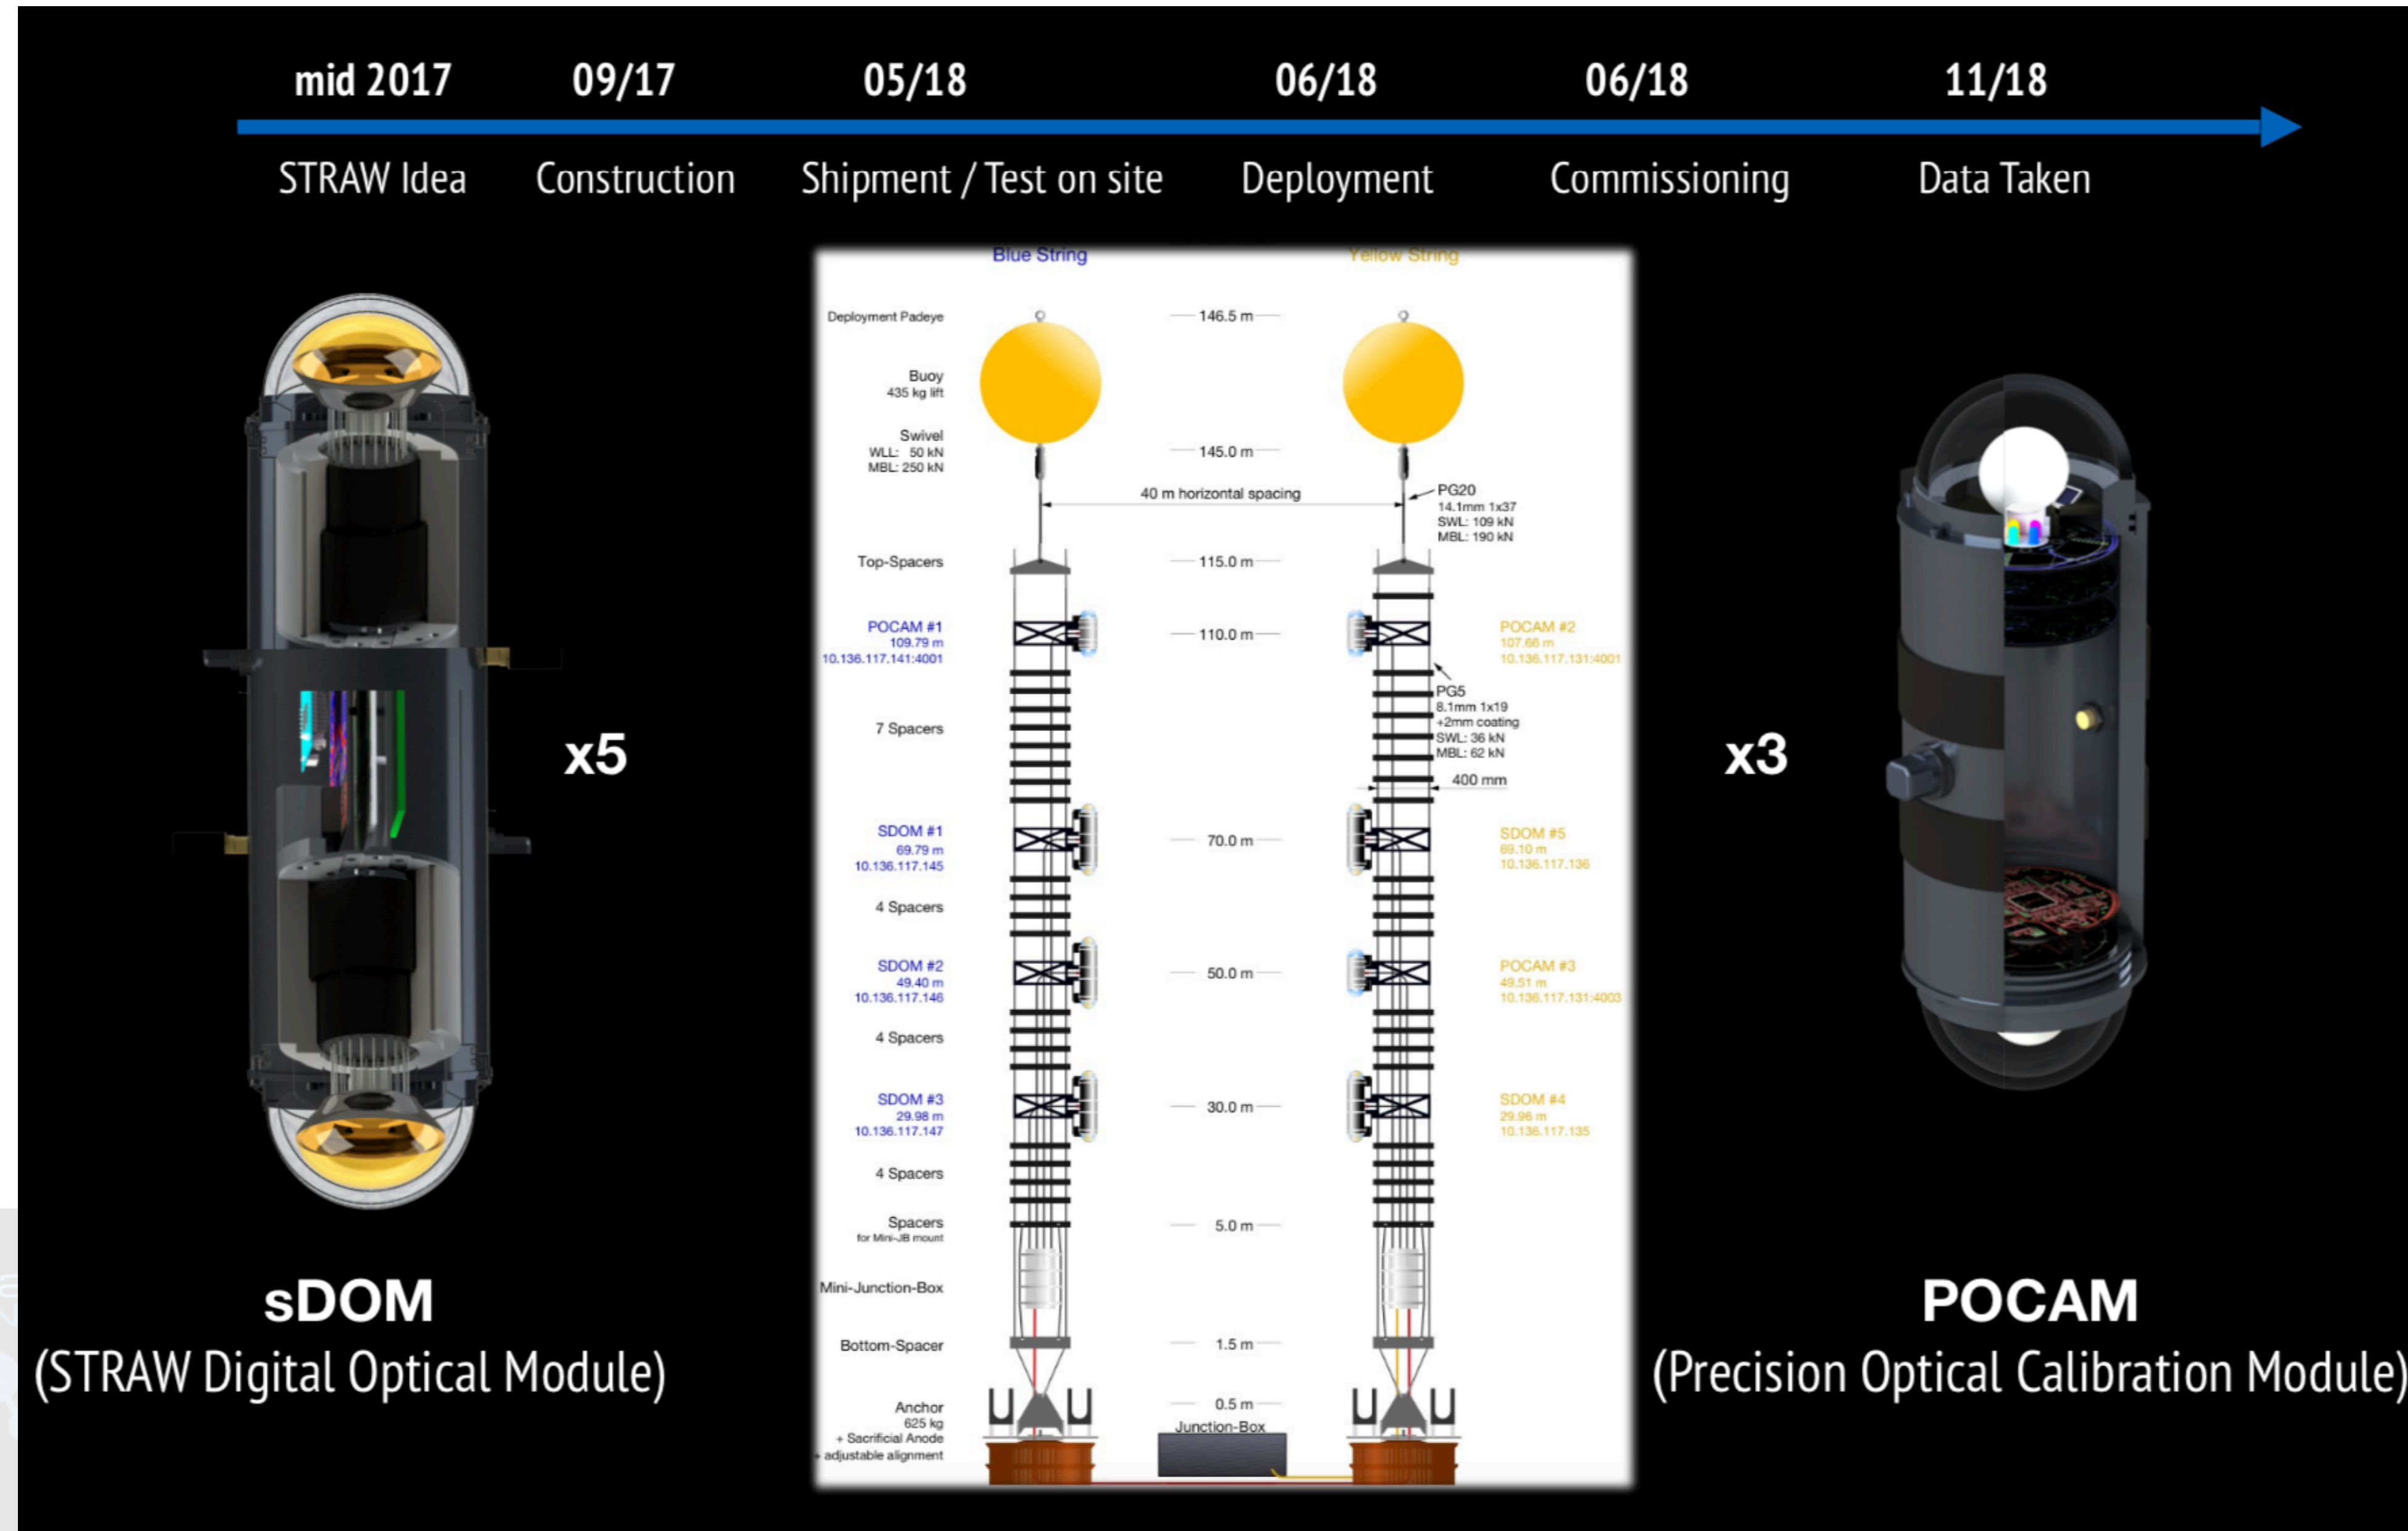 mid 2017
09/17
05/18
06/18
06/18
11/18
STRAW Idea
Construction
Shipment / Test on site
Deployment
Commissioning
Data Taken
Blue String
Yellow String
Deployment Padeye
146.5 m
Buoy
435 kg lift
Swivel
WLL: 50 kN
MBL: 250 kN
145.0 m
40 m horizontal spacing
PG20
14.1mm 1x37
SWL: 109 kN
MBL: 190 kN
Top-Spacers
115.0 m
POCAM #1
109.79 m
10.136.117.141:4001
110.0 m
POCAM #2
107.66 m
10.136.117.131:4001
PG5
8.1mm 1x19
+2mm coating
SWL: 36 kN
MBL: 62 kN
7 Spacers
400 mm
x5
x3
SDOM #1
69.79 m
10.136.117.145
70.0 m
SDOM #5
69.10 m
10.136.117.136
4 Spacers
SDOM #2
49.40 m
10.136.117.146
50.0 m
POCAM #3
49.51 m
10.136.117.131:4003
4 Spacers
SDOM #3
29.98 m
10.136.117.147
30.0 m
SDOM #4
29.96 m
10.136.117.135
4 Spacers
Spacers
for Mini-JB mount
5.0 m
Mini-Junction-Box
Bottom-Spacer
1.5 m
Anchor
625 kg
+ Sacrificial Anode
+ adjustable alignment
0.5 m
Junction-Box
sDOM
(STRAW Digital Optical Module)
POCAM
(Precision Optical Calibration Module)